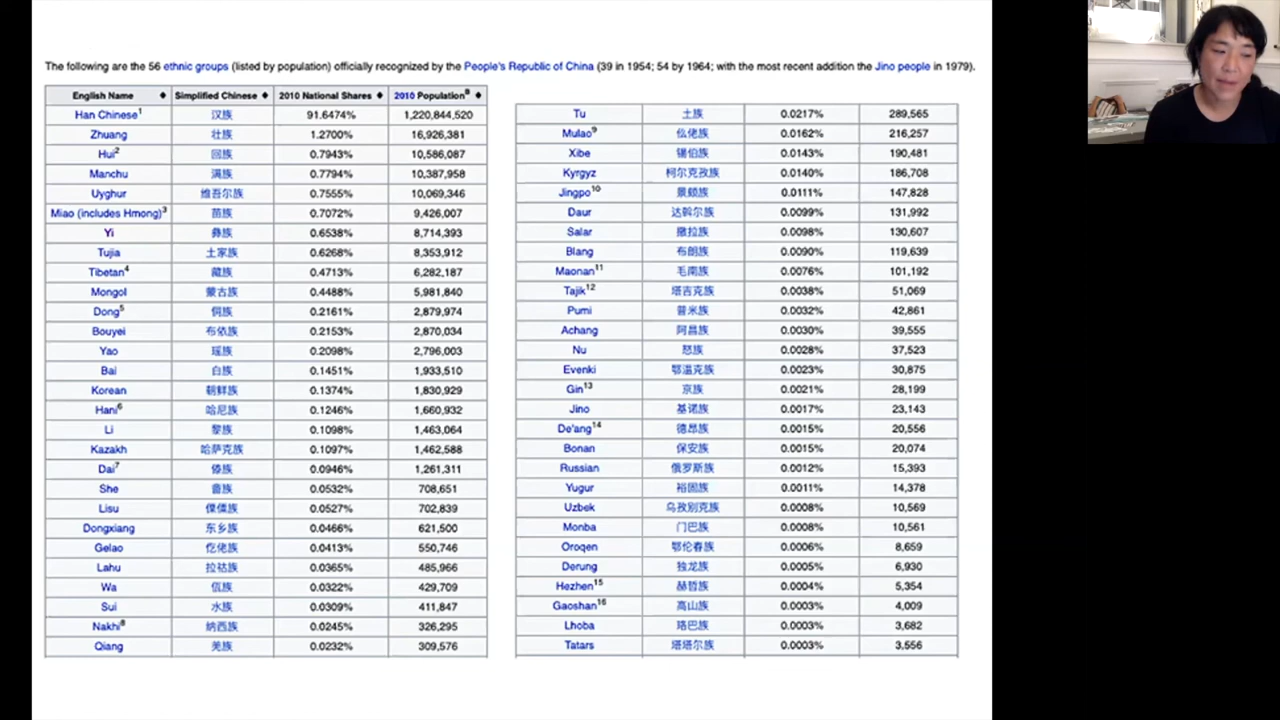 The following are the 56 ethnic groups (listed by population) officially recognized by the People's Republic of China (39 in 1954; 54 by 1964; with the most recent addition the Jino people in 1979).
English Name Simplified Chinese 2010 National Shares 2010 Population8
Han Chinese1 汉族 91.6474% 1,220,844,520
Zhuang 壮族 1.2700% 16,926,381
Hui2 回族 0.7943% 10,586,087
Manchu 满族 0.7794% 10,387,958
Uyghur 维吾尔族 0.7555% 10,069,346
Miao (includes Hmong)3 苗族 0.7072% 9,426,007
Yi 彝族 0.6538% 8,714,393
Tujia 土家族 0.6268% 8,353,912
Tibetan4 藏族 0.4713% 6,282,187
Mongol 蒙古族 0.4488% 5,981,840
Dong5 侗族 0.2161% 2,879,974
Bouyei 布依族 0.2153% 2,870,034
Yao 瑶族 0.2098% 2,796,003
Bai 白族 0.1451% 1,933,510
Korean 朝鲜族 0.1374% 1,830,929
Hani6 哈尼族 0.1246% 1,660,932
Li 黎族 0.1098% 1,463,064
Kazakh 哈萨克族 0.1097% 1,462,588
Dai7 傣族 0.0946% 1,261,311
She 畲族 0.0532% 708,651
Lisu 傈僳族 0.0527% 702,839
Dongxiang 东乡族 0.0466% 621,500
Gelao 仡佬族 0.0413% 550,746
Lahu 拉祜族 0.0365% 485,966
Wa 佤族 0.0322% 429,709
Sui 水族 0.0309% 411,847
Nakhi8 纳西族 0.0245% 326,295
Qiang 羌族 0.0232% 309,576
Tu 土族 0.0217% 289,565
Mulao9 仫佬族 0.0162% 216,257
Xibe 锡伯族 0.0143% 190,481
Kyrgyz 柯尔克孜族 0.0140% 186,708
Jingpo10 景颇族 0.0111% 147,828
Daur 达斡尔族 0.0099% 131,992
Salar 撒拉族 0.0098% 130,607
Blang 布朗族 0.0090% 119,639
Maonan11 毛南族 0.0076% 101,192
Tajik12 塔吉克族 0.0038% 51,069
Pumi 普米族 0.0032% 42,861
Achang 阿昌族 0.0030% 39,555
Nu 怒族 0.0028% 37,523
Evenki 鄂温克族 0.0023% 30,875
Gin13 京族 0.0021% 28,199
Jino 基诺族 0.0017% 23,143
De'ang14 德昂族 0.0015% 20,556
Bonan 保安族 0.0015% 20,074
Russian 俄罗斯族 0.0012% 15,393
Yugur 裕固族 0.0011% 14,378
Uzbek 乌孜别克族 0.0008% 10,569
Monba 门巴族 0.0008% 10,561
Oroqen 鄂伦春族 0.0006% 8,659
Derung 独龙族 0.0005% 6,930
Hezhen15 赫哲族 0.0004% 5,354
Gaoshan16 高山族 0.0003% 4,009
Lhoba 珞巴族 0.0003% 3,682
Tatars 塔塔尔族 0.0003% 3,556